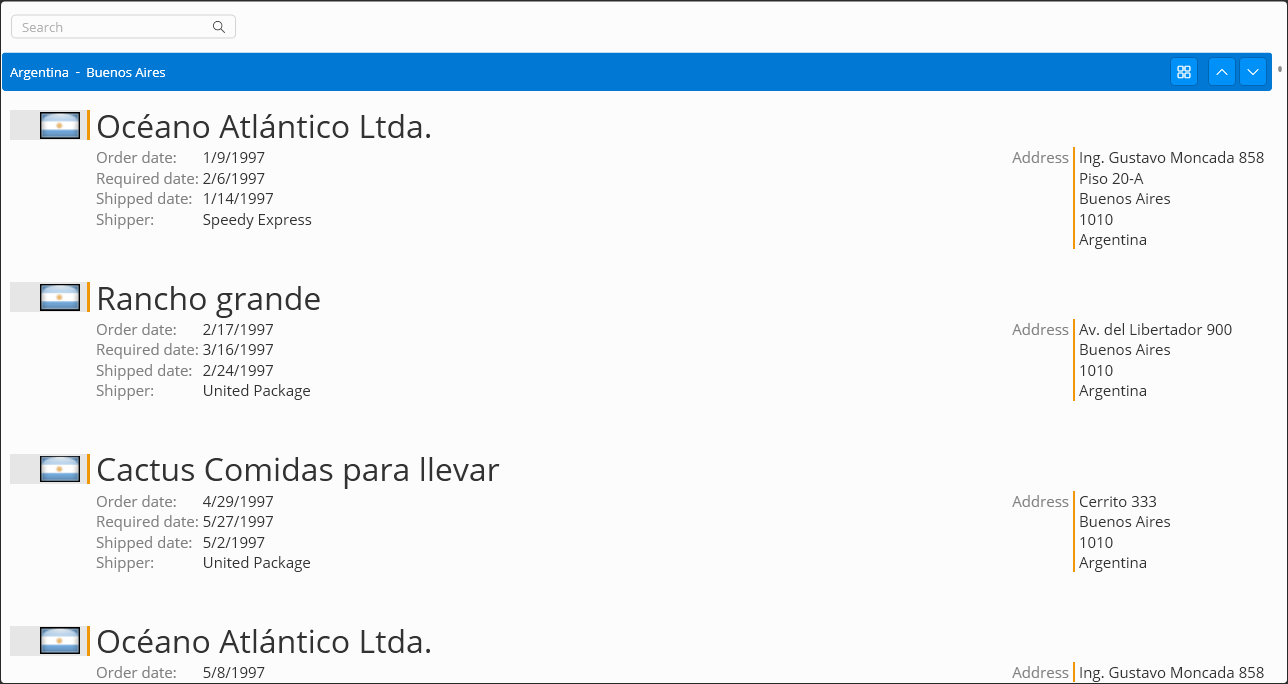 Search
Argentina - Buenos Aires
Océano Atlántico Ltda.
Order date: 1/9/1997
Required date: 2/6/1997
Shipped date: 1/14/1997
Shipper: Speedy Express
Address Ing. Gustavo Moncada 858
Piso 20-A
Buenos Aires
1010
Argentina
Rancho grande
Order date: 2/17/1997
Required date: 3/16/1997
Shipped date: 2/24/1997
Shipper: United Package
Address Av. del Libertador 900
Buenos Aires
1010
Argentina
Cactus Comidas para llevar
Order date: 4/29/1997
Required date: 5/27/1997
Shipped date: 5/2/1997
Shipper: United Package
Address Cerrito 333
Buenos Aires
1010
Argentina
Océano Atlántico Ltda.
Order date: 5/8/1997
Address Ing. Gustavo Moncada 858